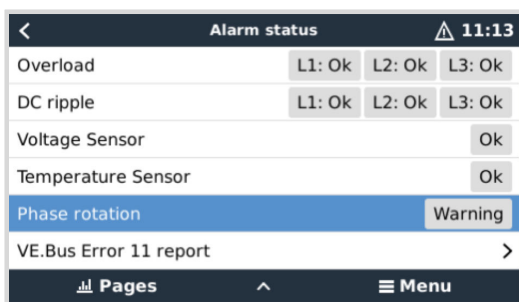 Alarm status 11:13
Overload L1: Ok L2: Ok L3: Ok
DC ripple L1: Ok L2: Ok L3: Ok
Voltage Sensor Ok
Temperature Sensor Ok
Phase rotation Warning
VE.Bus Error 11 report
Pages Menu